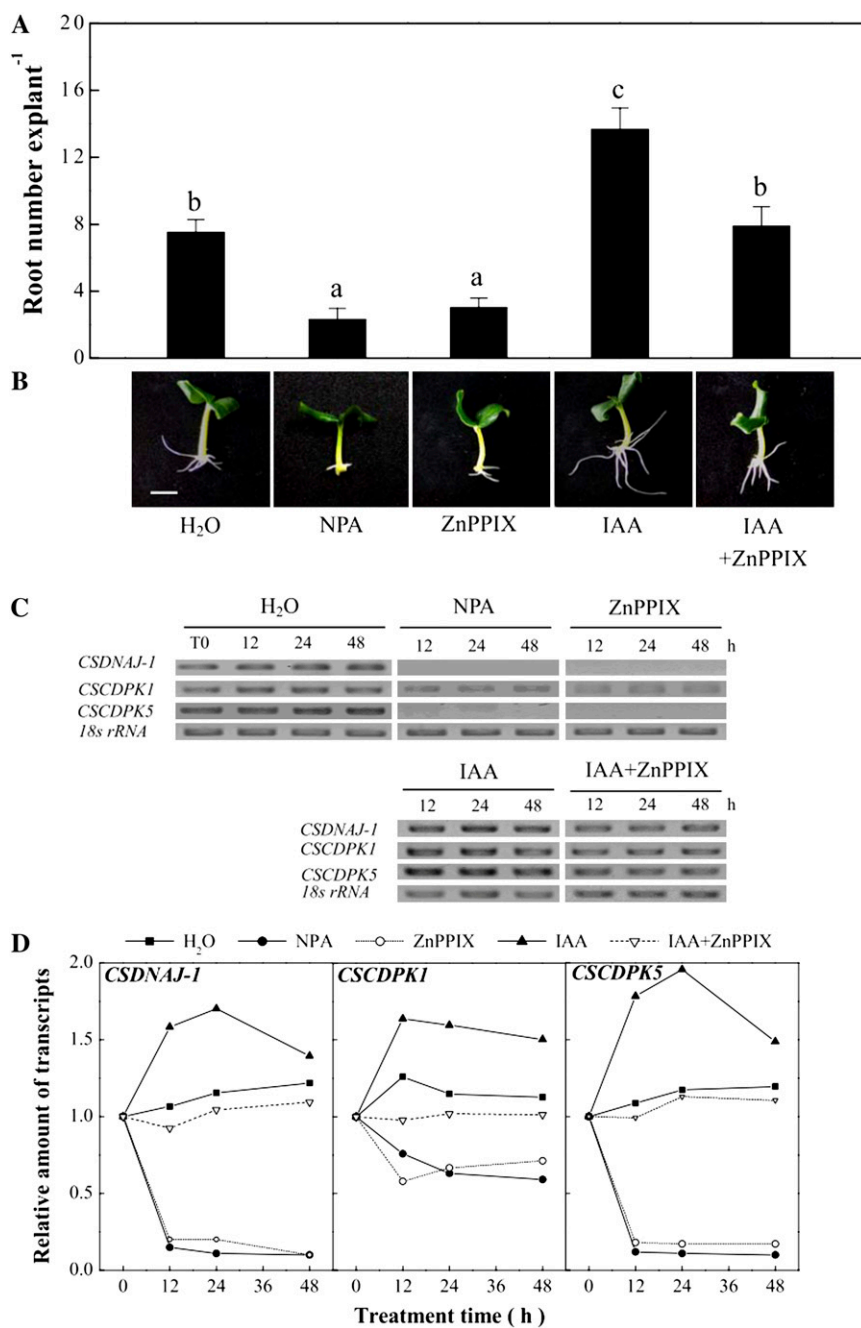 A
Root number explant⁻¹
20
16
12
8
4
0
b
a
a
c
b
B
H₂O NPA ZnPPIX IAA IAA
+ZnPPIX
C
H₂O NPA ZnPPIX
T0 12 24 48 12 24 48 12 24 48 h
CSDNAJ-1
CSCDPK1
CSCDPK5
18s rRNA
IAA IAA+ZnPPIX
12 24 48 12 24 48 h
CSDNAJ-1
CSCDPK1
CSCDPK5
18s rRNA
D
H₂O NPA ZnPPIX IAA IAA+ZnPPIX
Relative amount of transcripts
2.0
1.5
1.0
0.5
0.0
CSDNAJ-1 CSCDPK1 CSCDPK5
0 12 24 36 48 0 12 24 36 48 0 12 24 36 48
Treatment time ( h )